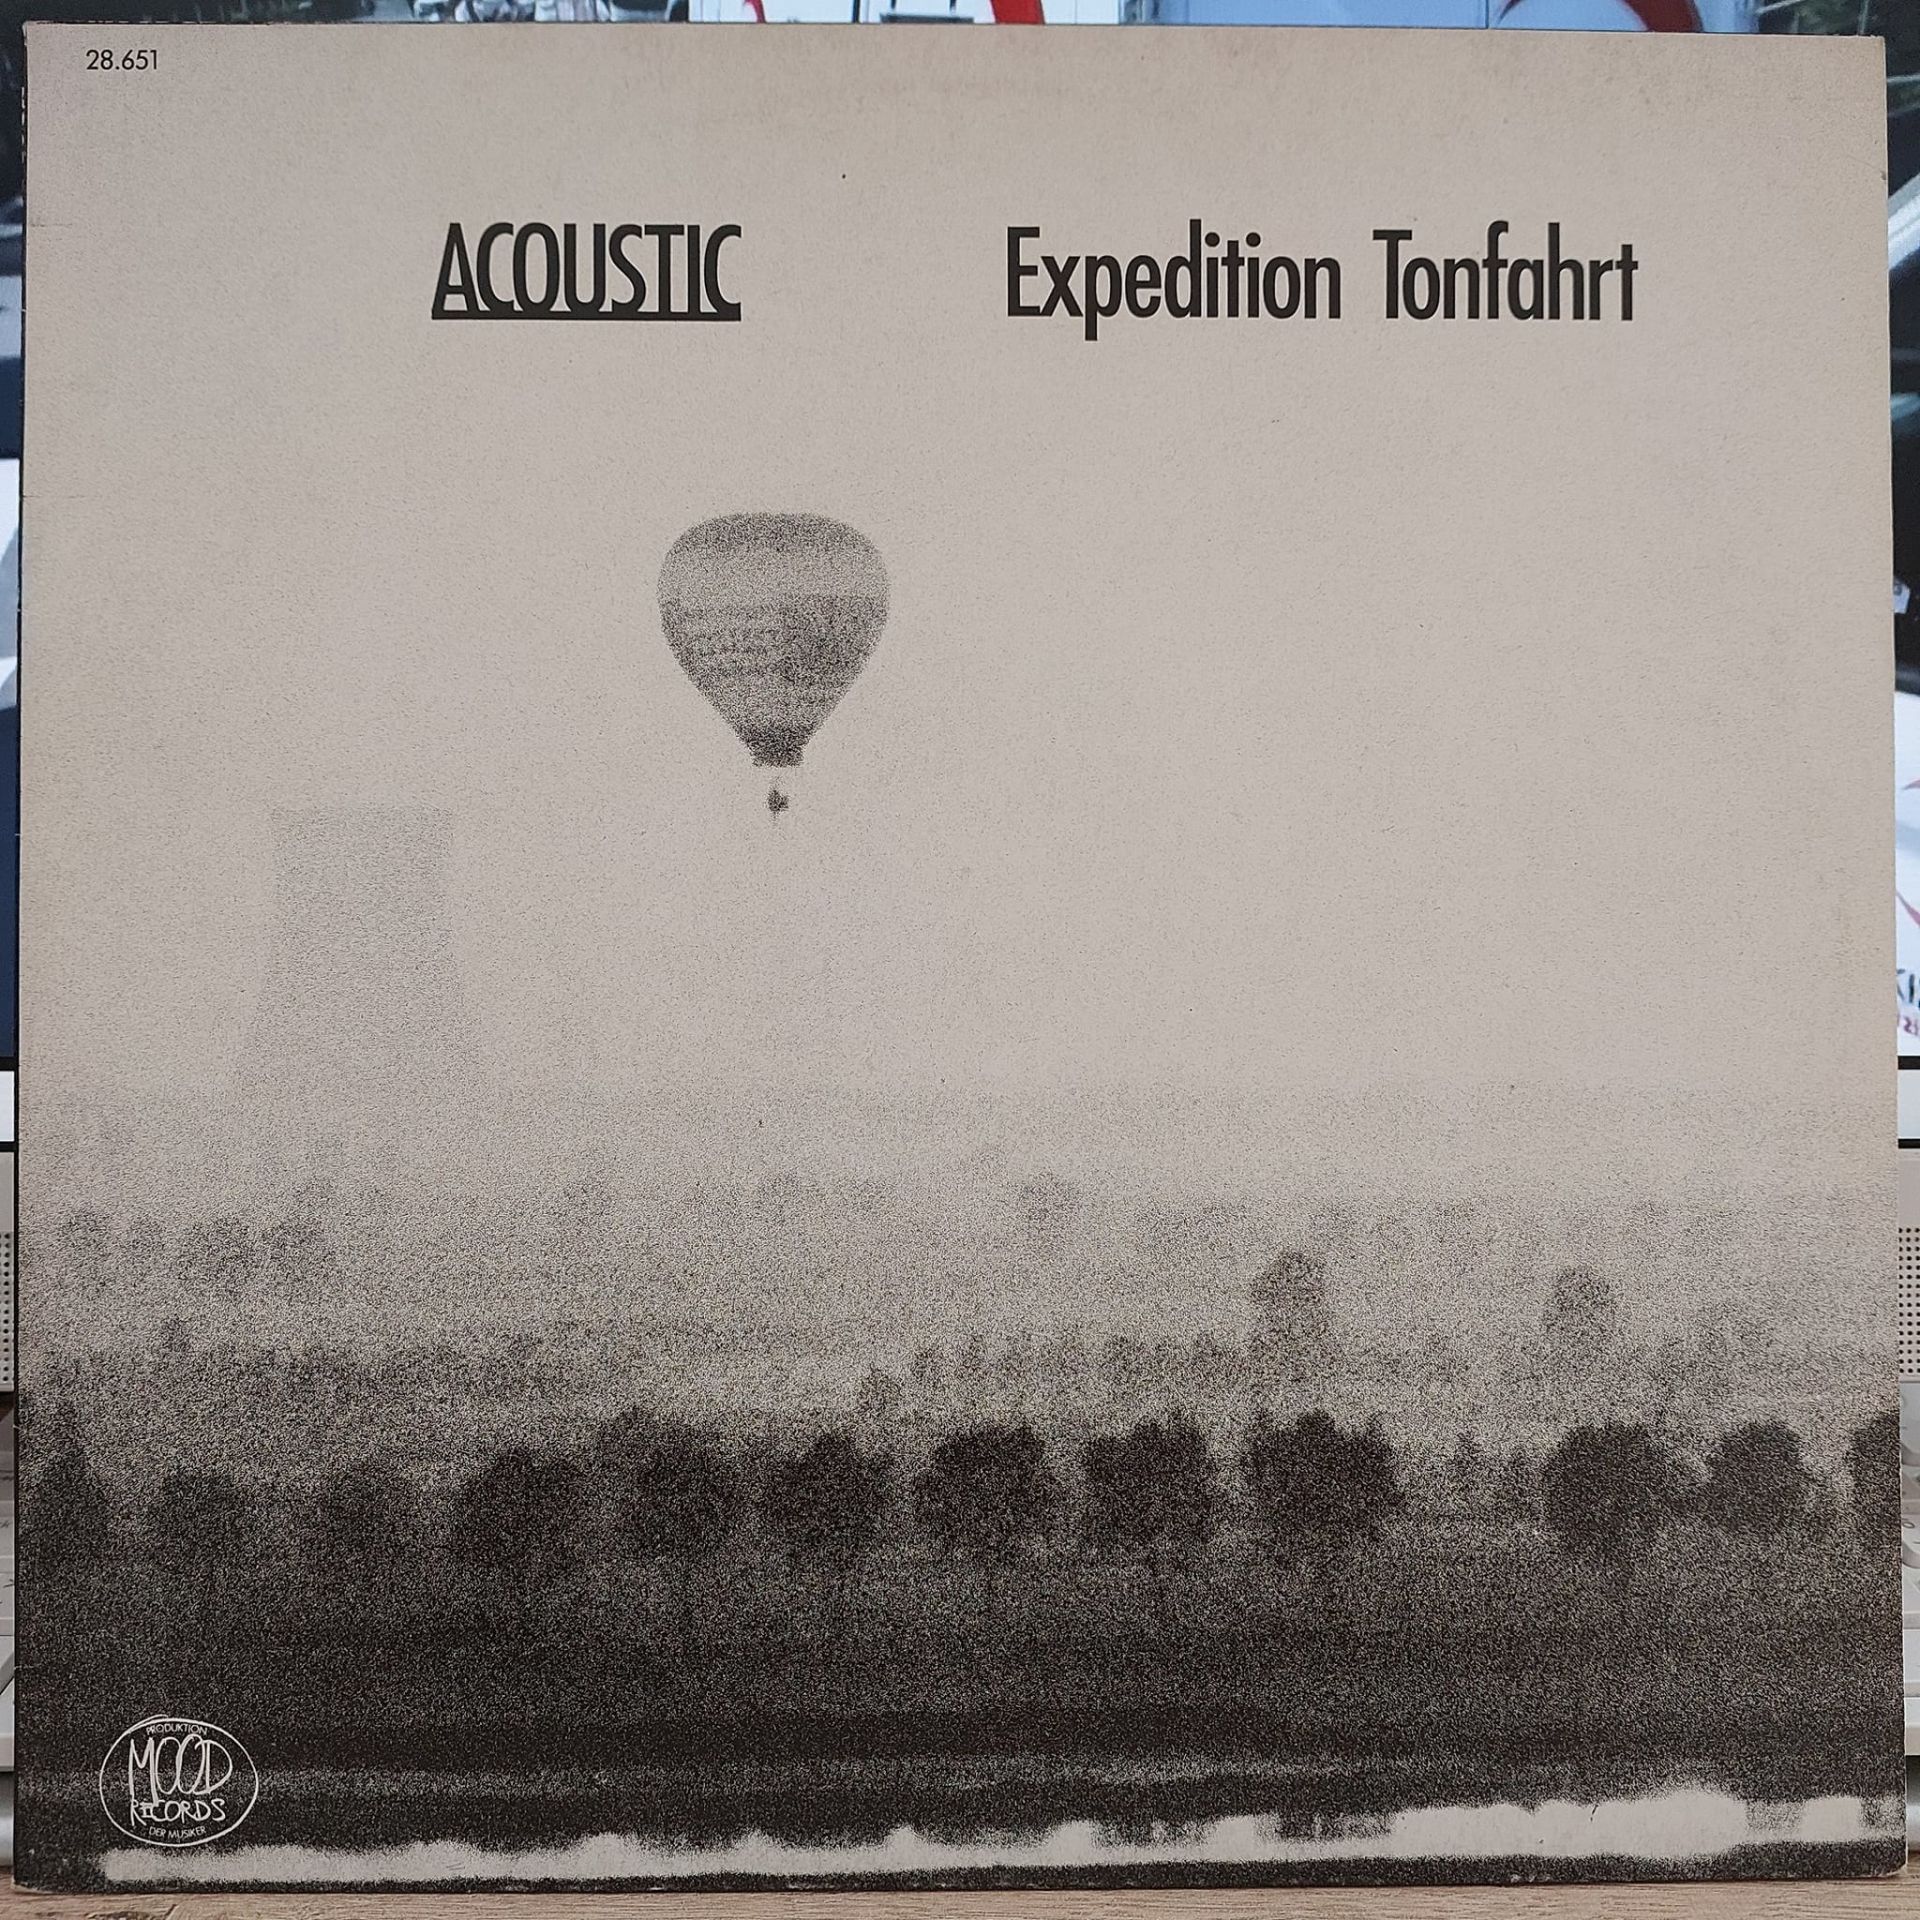 28.651
ACOUSTIC Expedition Tonfahrt
PRODUKTION
MOOD
RECORDS
DER MUSIKER